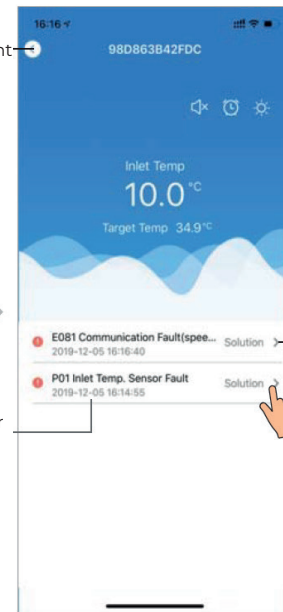 16:16
nt
98D863B42FDC
Inlet Temp
10.0°C
Target Temp 34.9°C
E081 Communication Fault(spee... Solution >
2019-12-05 16:16:40
P01 Inlet Temp. Sensor Fault Solution >
2019-12-05 16:14:55
r